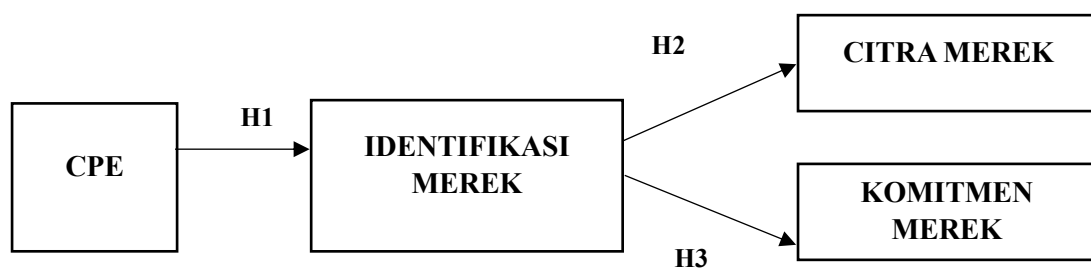 CPE
H1
IDENTIFIKASI
MEREK
H2
CITRA MEREK
H3
KOMITMEN
MEREK